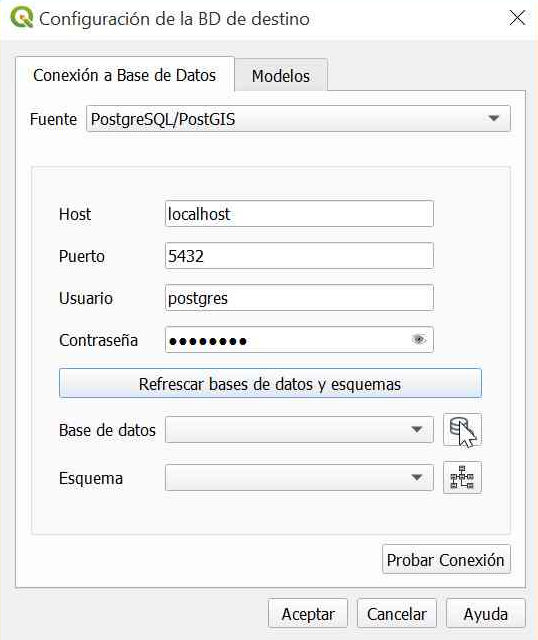 Configuración de la BD de destino
Conexión a Base de Datos
Modelos
Fuente PostgreSQL/PostGIS
Host localhost
Puerto 5432
Usuario postgres
Contraseña ●●●●●●●●
Refrescar bases de datos y esquemas
Base de datos
Esquema
Probar Conexión
Aceptar Cancelar Ayuda